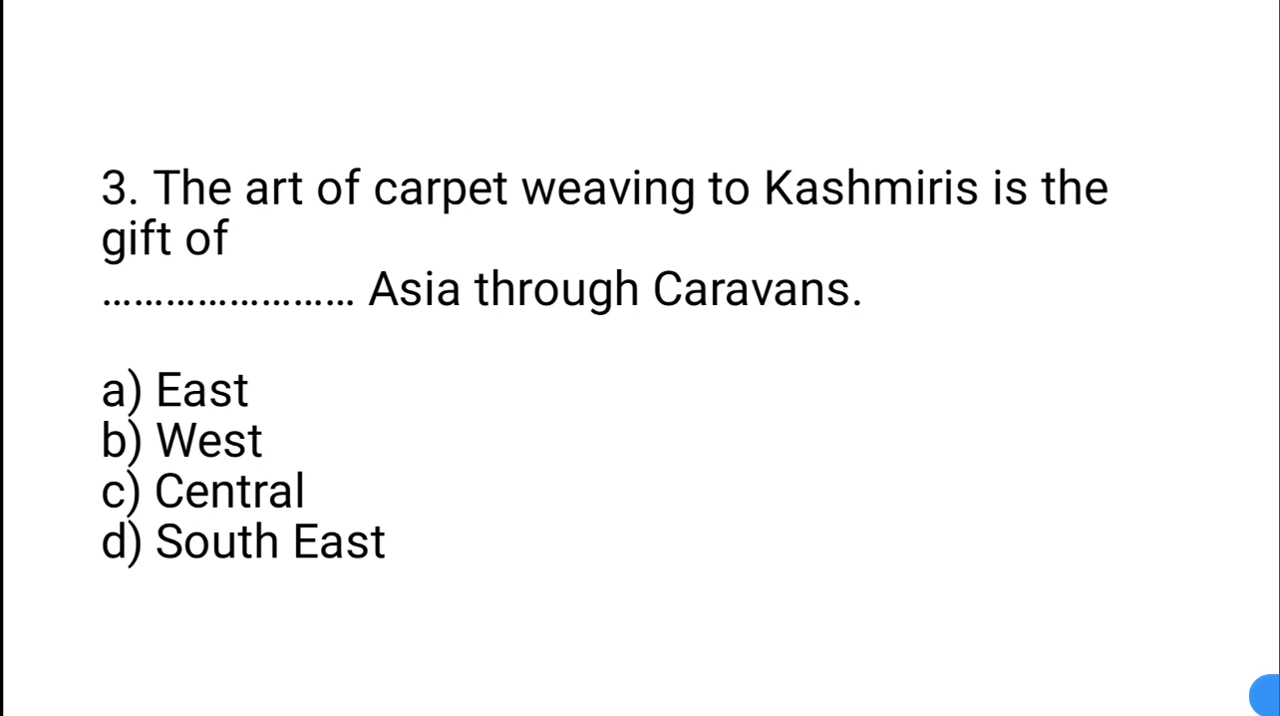 3. The art of carpet weaving to Kashmiris is the
gift of
........................ Asia through Caravans.
a) East
b) West
c) Central
d) South East